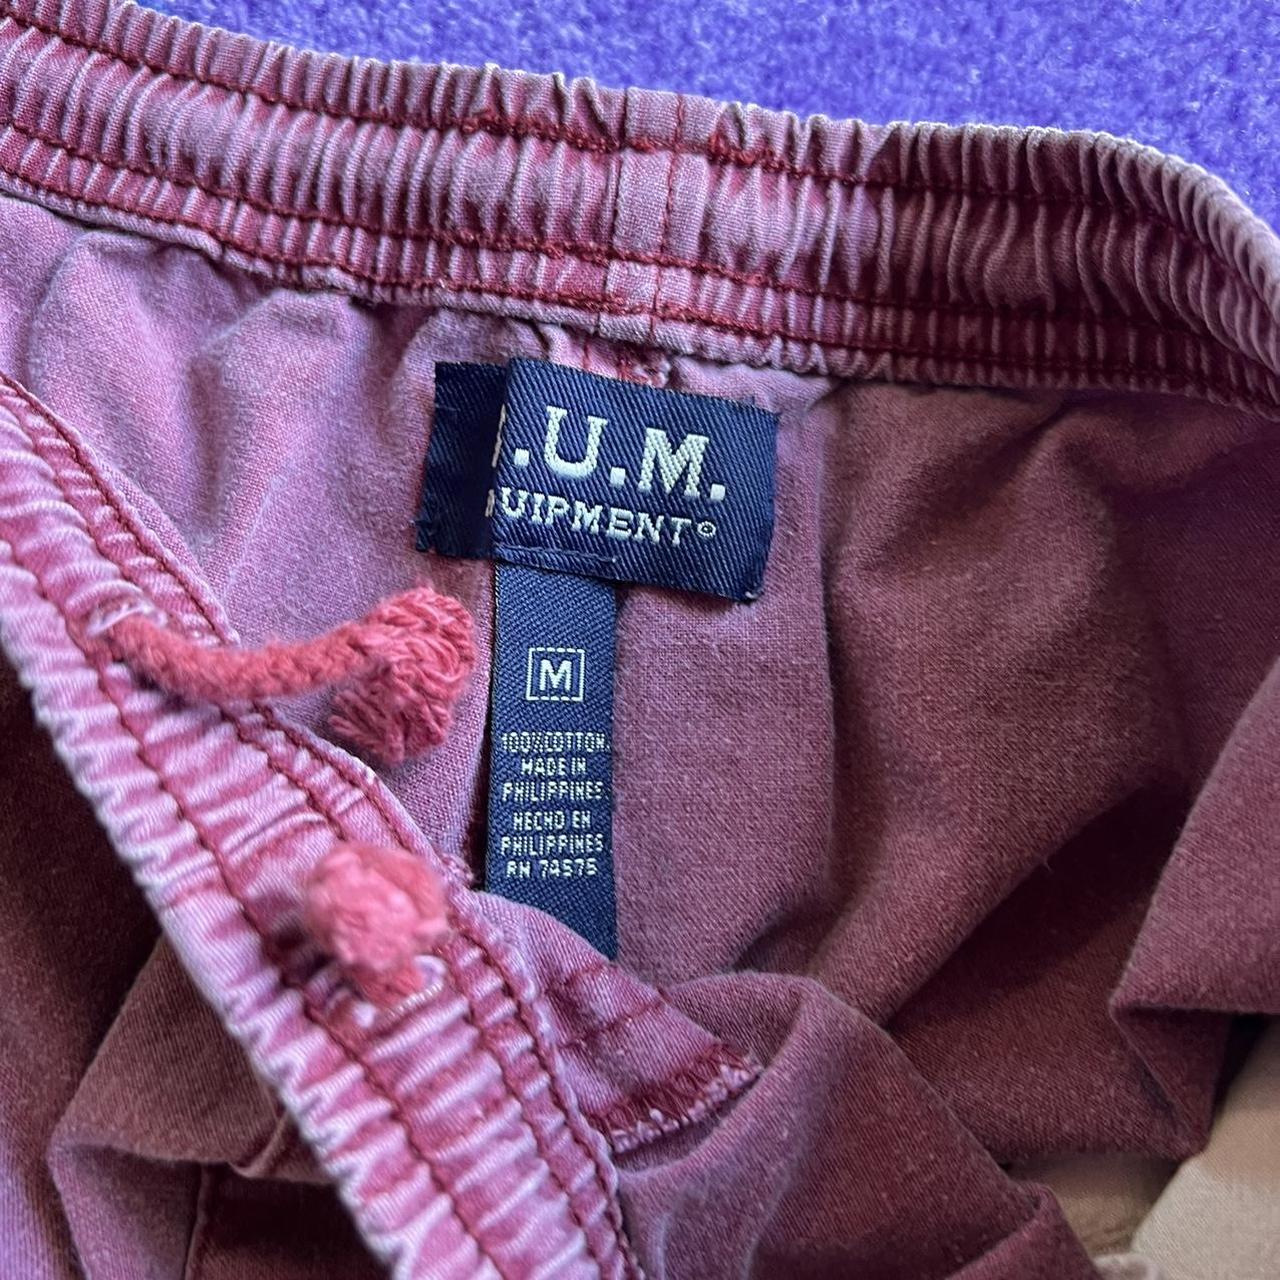 .U.M.
UIPMENT®
M
100% COTTON
MADE IN
PHILIPPINES
HECHO EN
PHILIPPINES
RN 74575